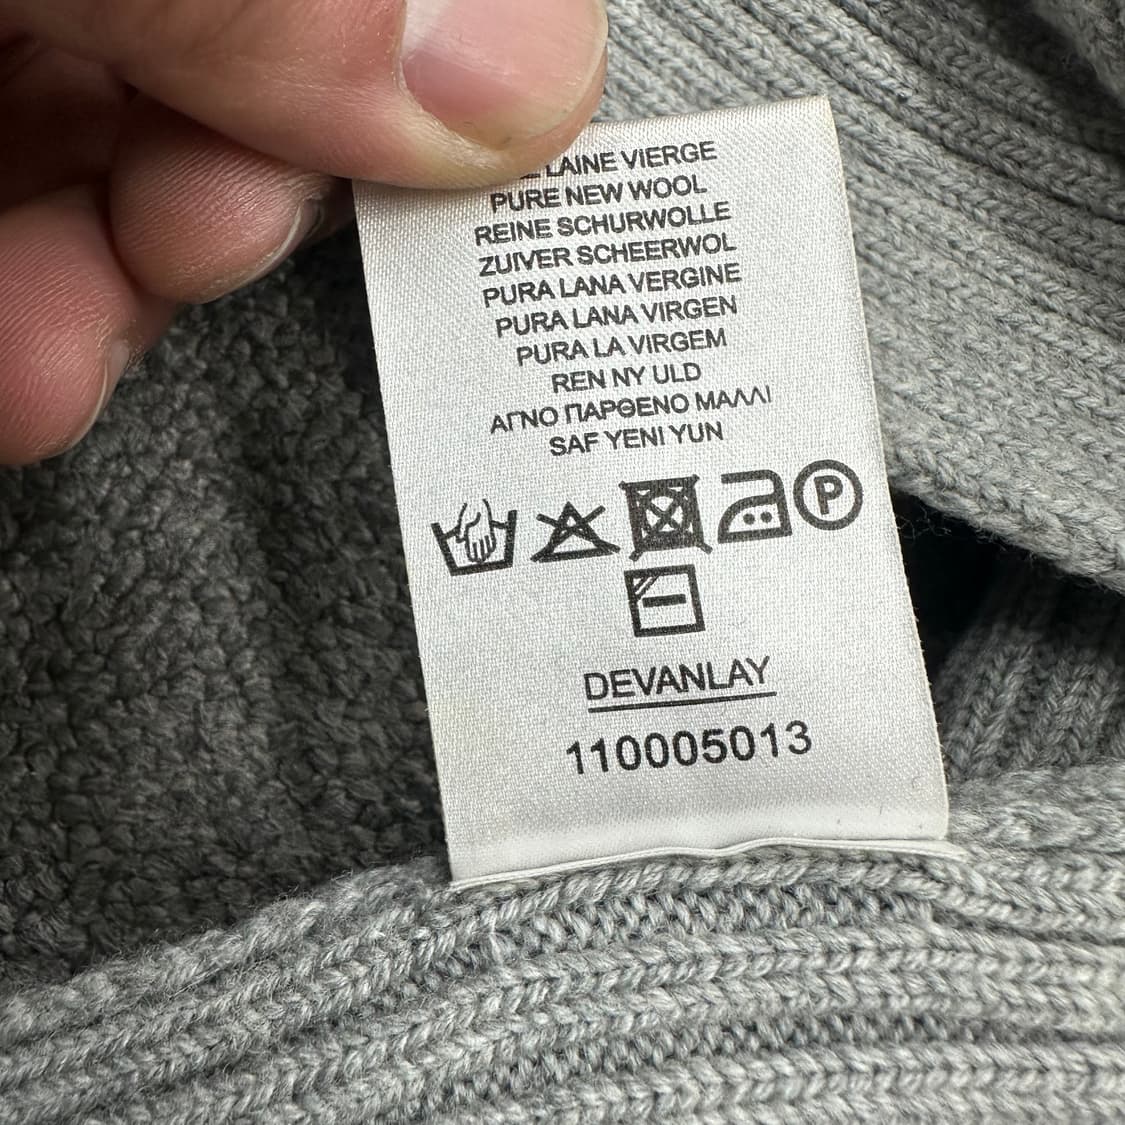 LAINE VIERGE
PURE NEW WOOL
REINE SCHURWOLLE
ZUIVER SCHEERWOL
PURA LANA VERGINE
PURA LANA VIRGEN
PURA LA VIRGEM
REN NY ULD
ΑΓΝΟ ΠΑΡΘΕΝΟ ΜΑΛΛΙ
SAF YENI YUN
P
DEVANLAY
110005013